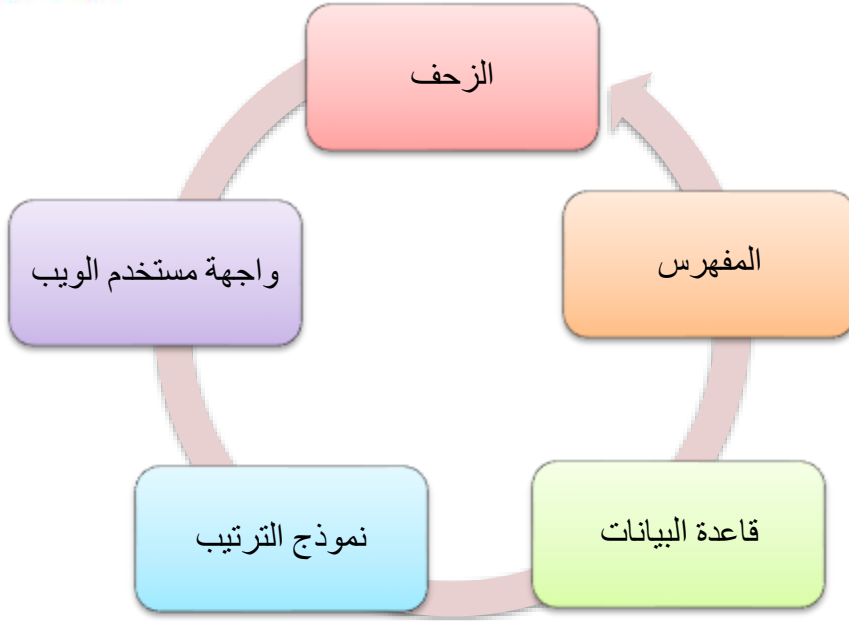 الزحف
المفهرس
واجهة مستخدم الويب
قاعدة البيانات
نموذج الترتيب